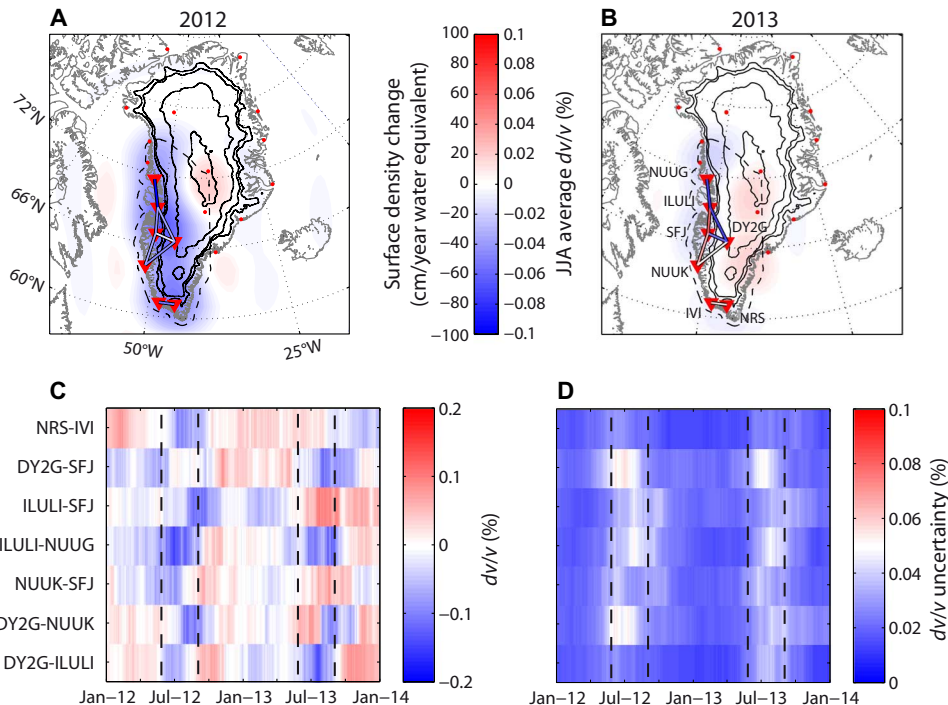 A
2012
72°N
66°N
60°N
50°W
25°W
Surface density change
(cm/year water equivalent)
100
80
60
40
20
0
−20
−40
−60
−80
−100
0.1
0.08
0.06
0.04
0.02
0
−0.02
−0.04
−0.06
−0.08
−0.1
JJA average dv/v (%)
B
2013
NUUG
ILULI
DY2G
SFJ
NUUK
IVI
NRS
C
NRS-IVI
DY2G-SFJ
ILULI-SFJ
ILULI-NUUG
NUUK-SFJ
DY2G-NUUK
DY2G-ILULI
Jan−12
Jul−12
Jan−13
Jul−13
Jan−14
0.2
0.1
0
−0.1
−0.2
dv/v (%)
D
Jan−12
Jul−12
Jan−13
Jul−13
Jan−14
0.1
0.08
0.06
0.04
0.02
0
dv/v uncertainty (%)